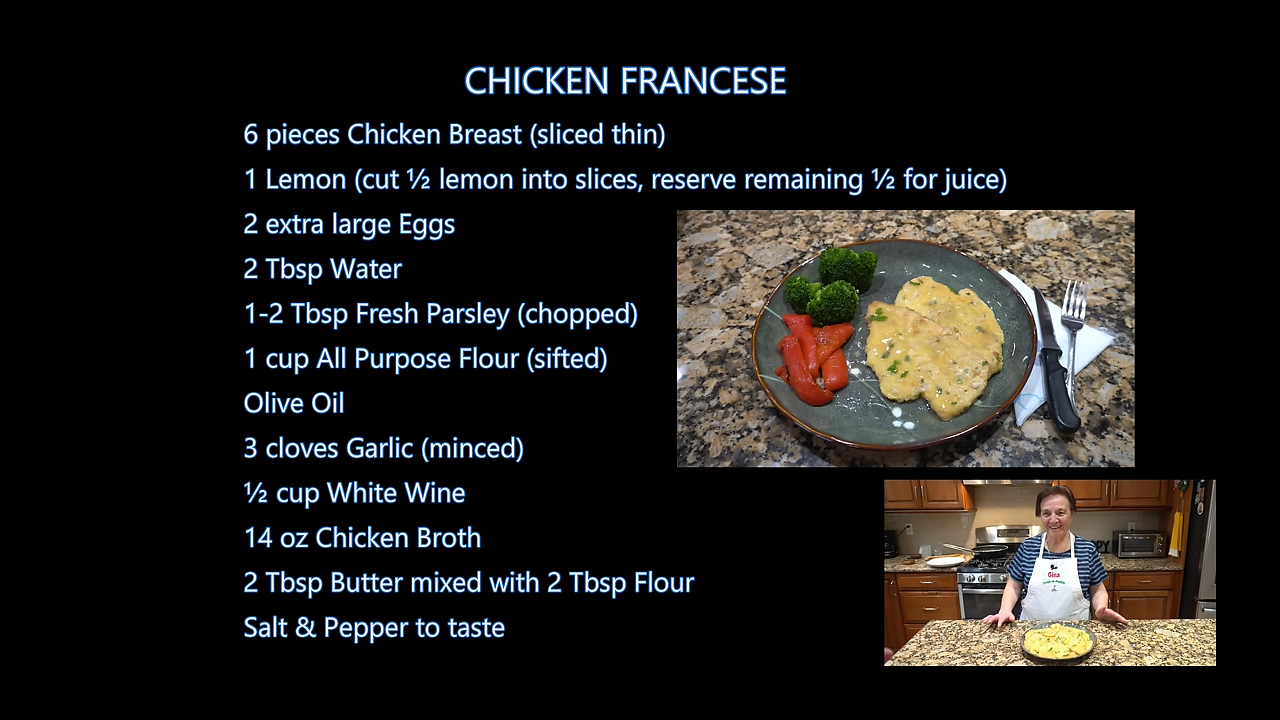 CHICKEN FRANCESE
6 pieces Chicken Breast (sliced thin)
1 Lemon (cut ½ lemon into slices, reserve remaining ½ for juice)
2 extra large Eggs
2 Tbsp Water
1-2 Tbsp Fresh Parsley (chopped)
1 cup All Purpose Flour (sifted)
Olive Oil
3 cloves Garlic (minced)
½ cup White Wine
14 oz Chicken Broth
2 Tbsp Butter mixed with 2 Tbsp Flour
Salt & Pepper to taste
Gina